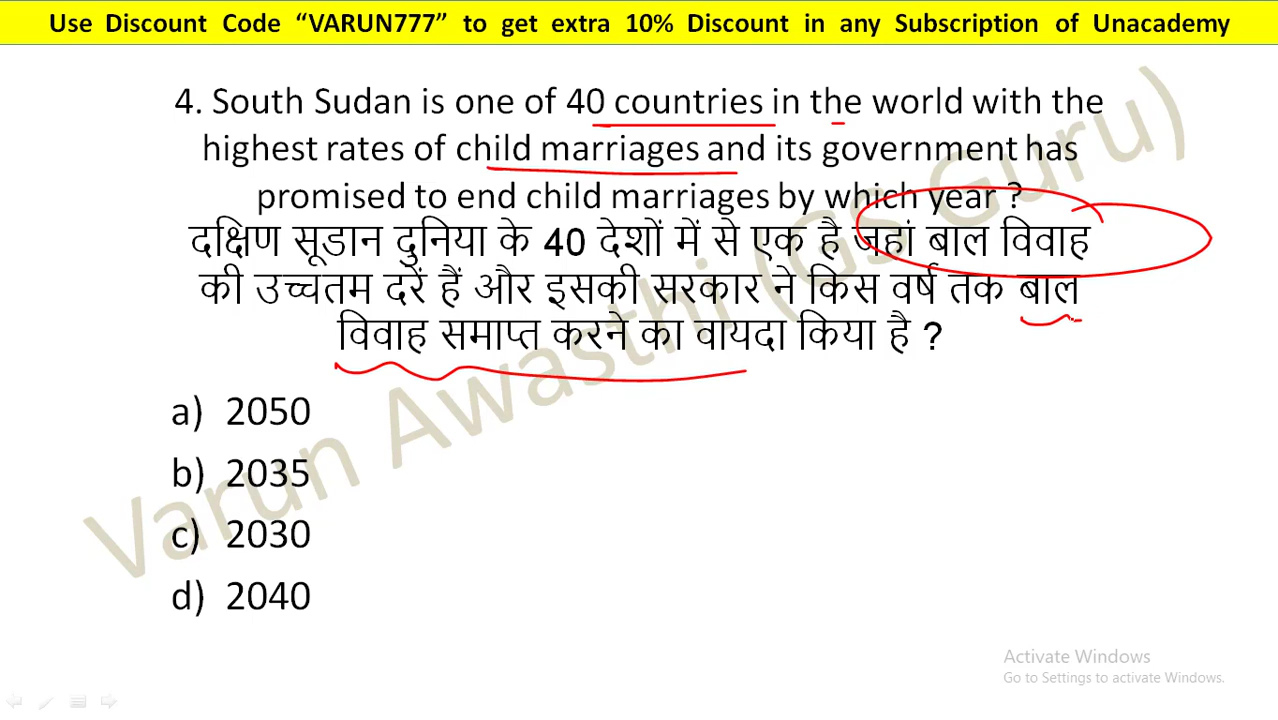 Use Discount Code “VARUN777” to get extra 10% Discount in any Subscription of Unacademy
4. South Sudan is one of 40 countries in the world with the
highest rates of child marriages and its government has
promised to end child marriages by which year ?
दक्षिण सूडान दुनिया के 40 देशों में से एक है जहां बाल विवाह
की उच्चतम दरें हैं और इसकी सरकार ने किस वर्ष तक बाल
विवाह समाप्त करने का वायदा किया है ?
a) 2050
b) 2035
c) 2030
d) 2040
Varun Awasthi (Gs Guru)
Activate Windows
Go to Settings to activate Windows.